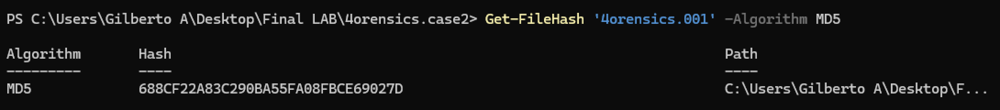 PS C:\Users\Gilberto A\Desktop\Final LAB\4orensics.case2> Get-FileHash '4orensics.001' -Algorithm MD5
Algorithm Hash Path
--------- ---- ----
MD5 688CF22A83C290BA55FA08FBCE69027D C:\Users\Gilberto A\Desktop\F...